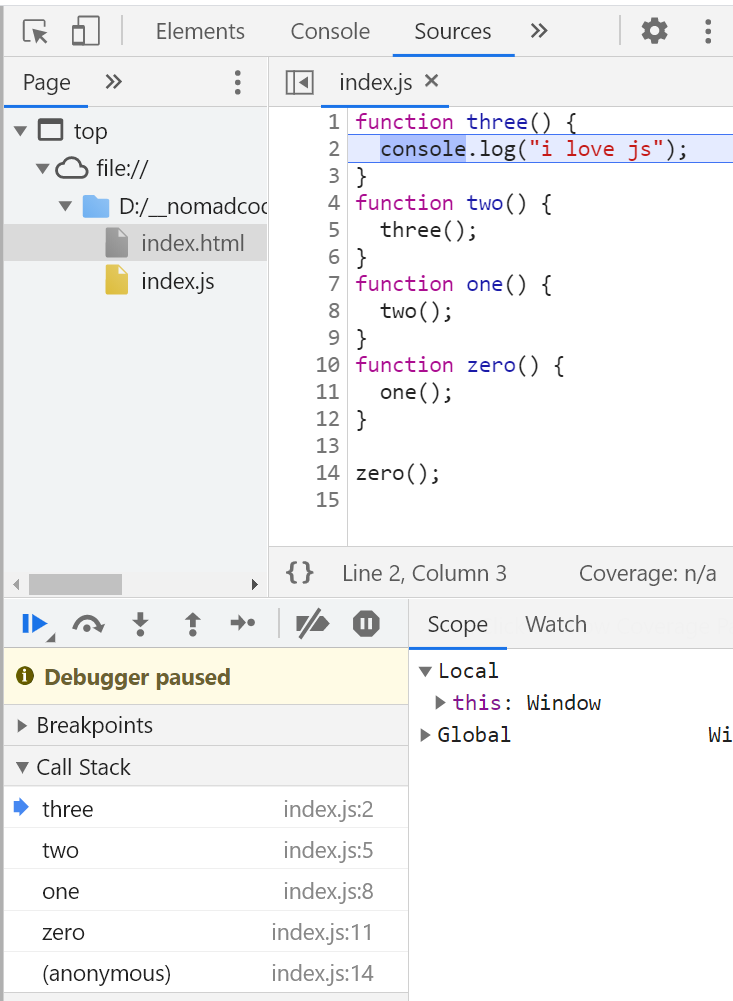 Elements Console Sources
Page
index.js
top
file://
D:/__nomadcod
index.html
index.js
1 function three() {
2   console.log("i love js");
3 }
4 function two() {
5   three();
6 }
7 function one() {
8   two();
9 }
10 function zero() {
11   one();
12 }
13
14 zero();
15
{} Line 2, Column 3 Coverage: n/a
Debugger paused
Breakpoints
Call Stack
three index.js:2
two index.js:5
one index.js:8
zero index.js:11
(anonymous) index.js:14
Scope Watch
Local
this: Window
Global Wi